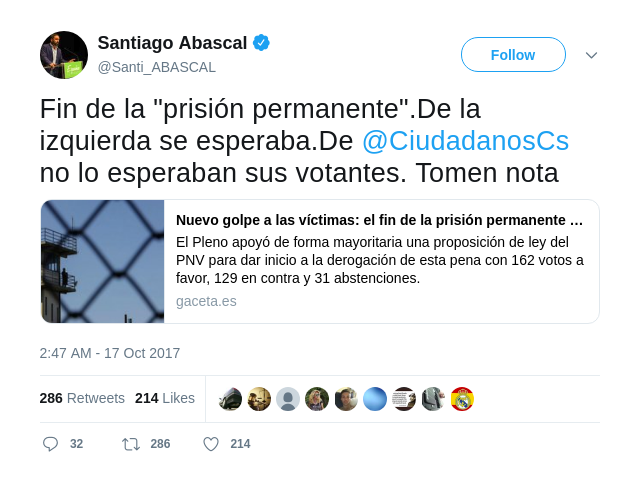 Santiago Abascal
@Santi_ABASCAL
Follow
Fin de la "prisión permanente".De la
izquierda se esperaba.De @CiudadanosCs
no lo esperaban sus votantes. Tomen nota
Nuevo golpe a las víctimas: el fin de la prisión permanente ...
El Pleno apoyó de forma mayoritaria una proposición de ley del
PNV para dar inicio a la derogación de esta pena con 162 votos a
favor, 129 en contra y 31 abstenciones.
gaceta.es
2:47 AM - 17 Oct 2017
286 Retweets 214 Likes
32 286 214